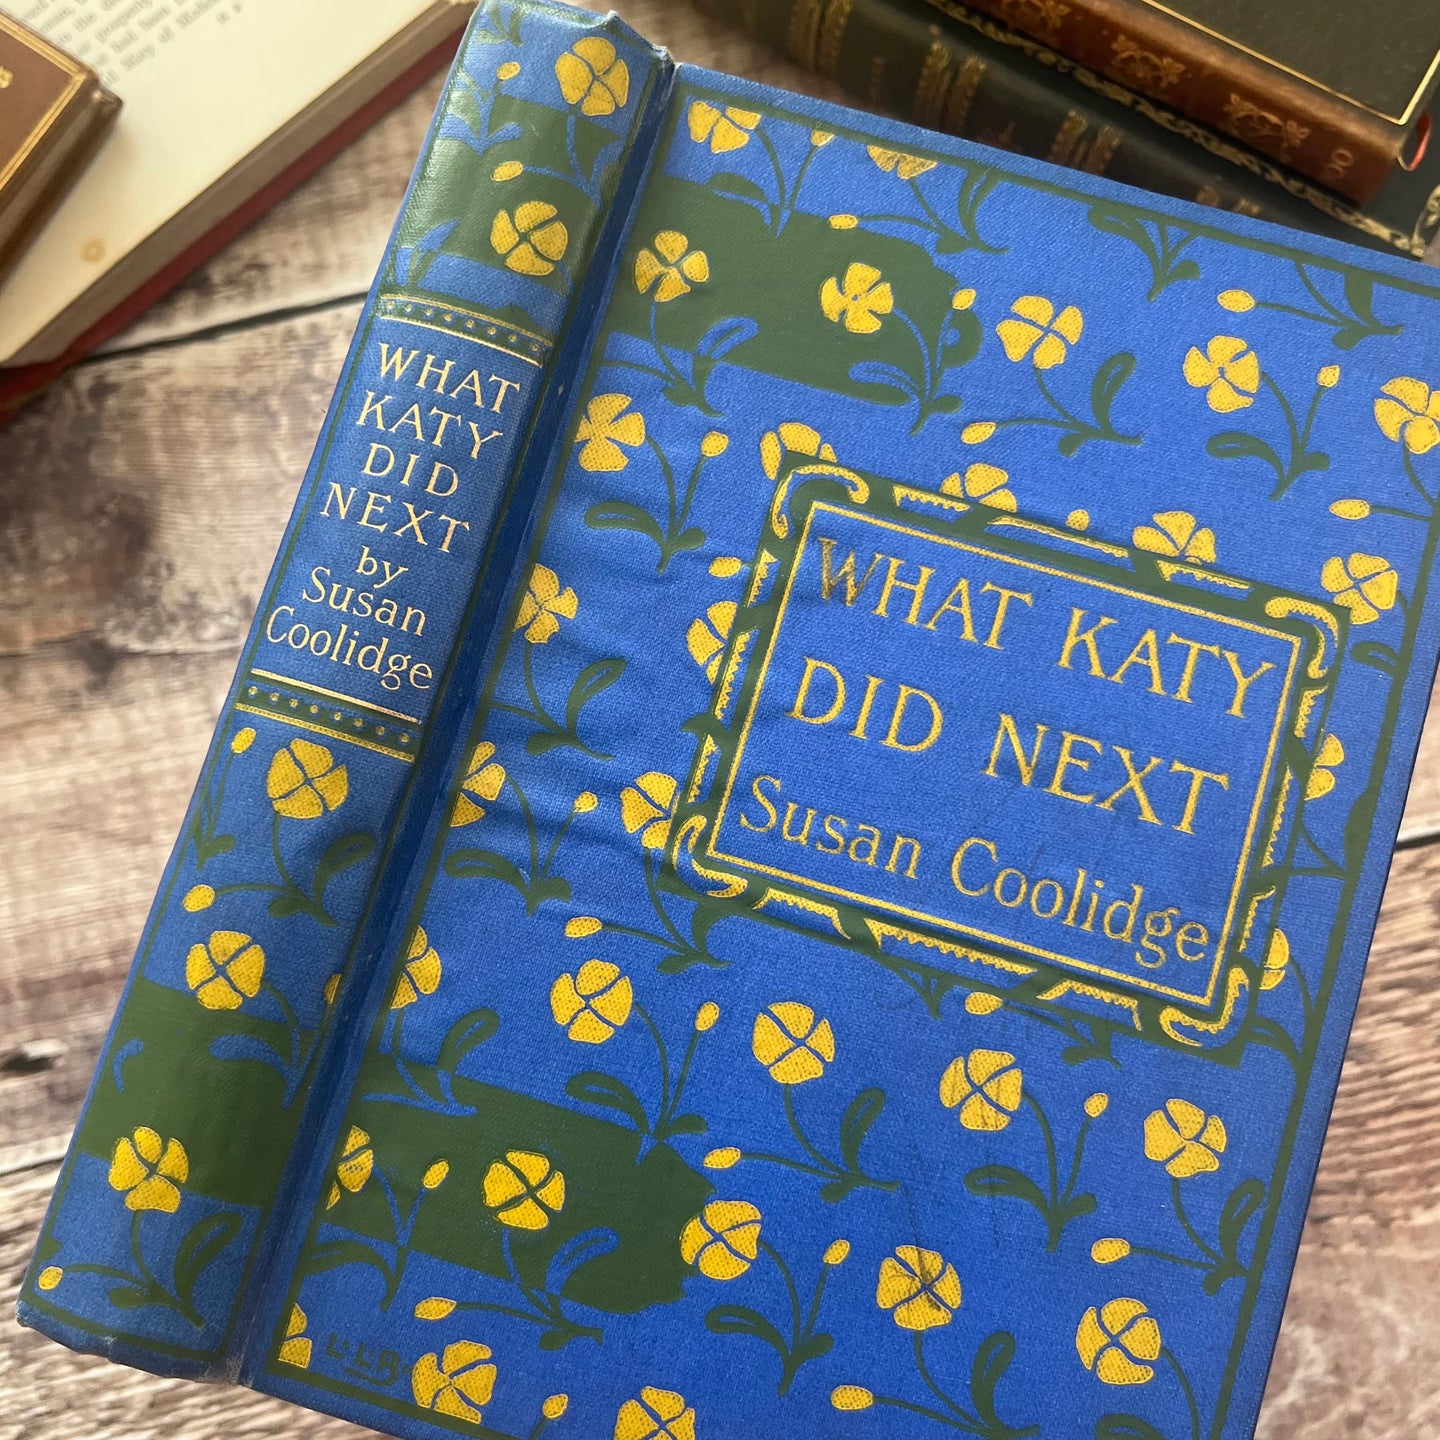 WHAT
KATY
DID
NEXT
by
Susan
Coolidge
WHAT KATY
DID NEXT
Susan Coolidge
L·L·B·